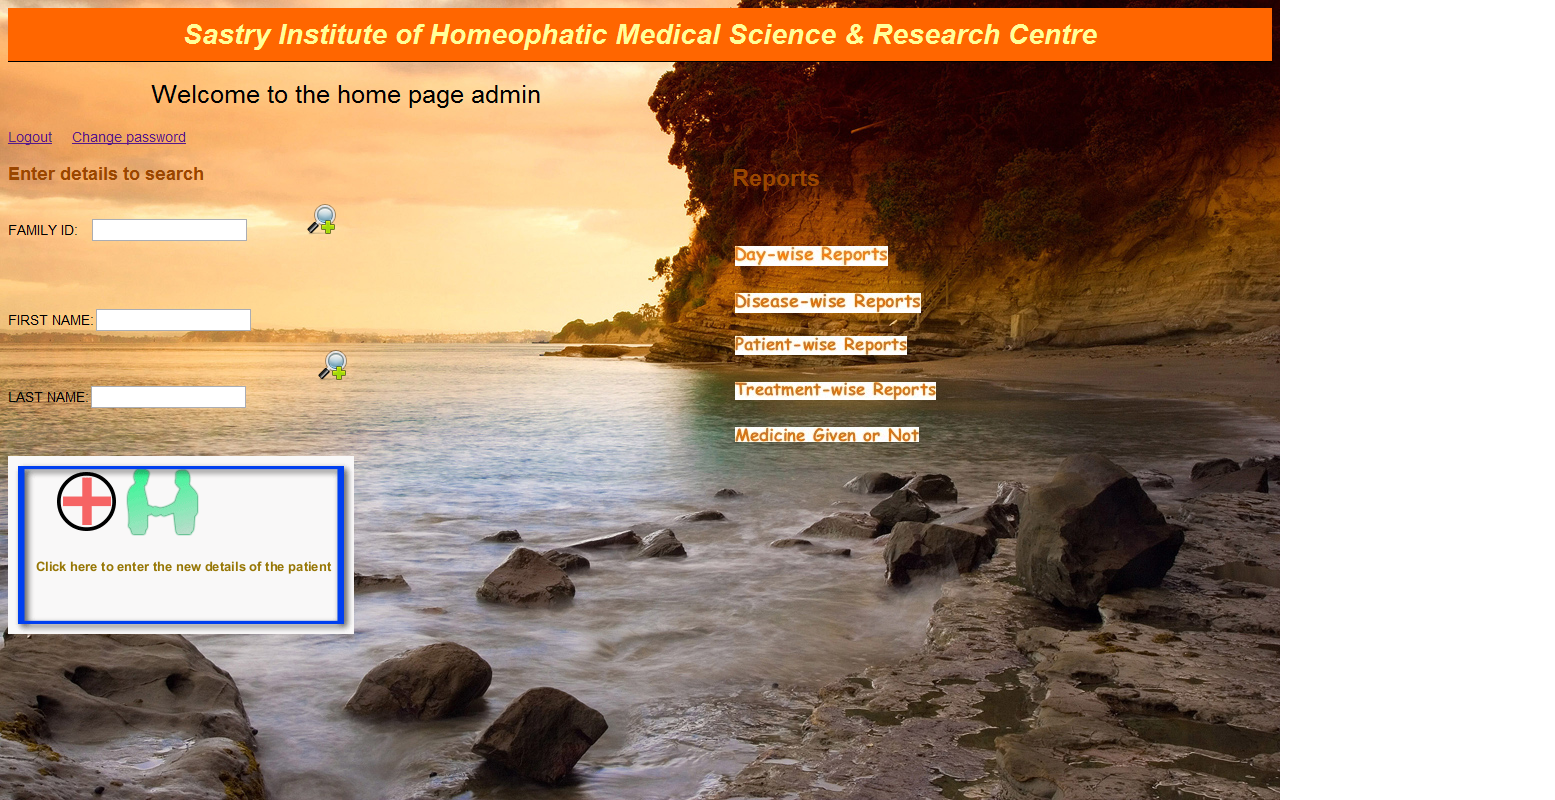 Sastry Institute of Homeophatic Medical Science & Research Centre
Welcome to the home page admin
Logout Change password
Enter details to search
FAMILY ID:
FIRST NAME:
LAST NAME:
Click here to enter the new details of the patient
Reports
Day-wise Reports
Disease-wise Reports
Patient-wise Reports
Treatment-wise Reports
Medicine Given or Not